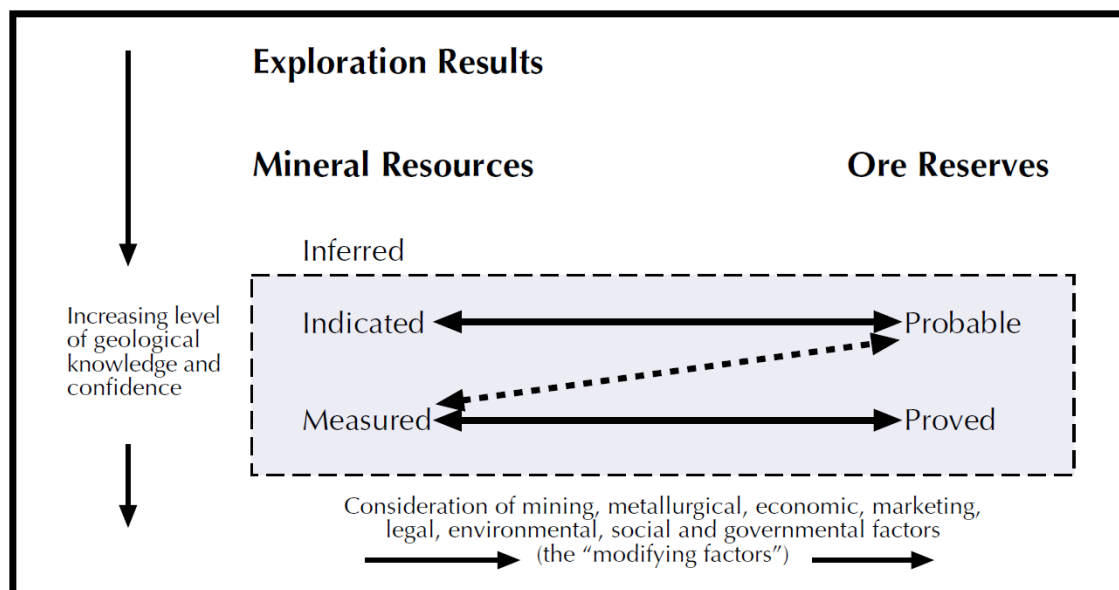 Exploration Results
Mineral Resources
Ore Reserves
Inferred
Increasing level
of geological
knowledge and
confidence
Indicated
Probable
Measured
Proved
Consideration of mining, metallurgical, economic, marketing,
legal, environmental, social and governmental factors
(the “modifying factors”)